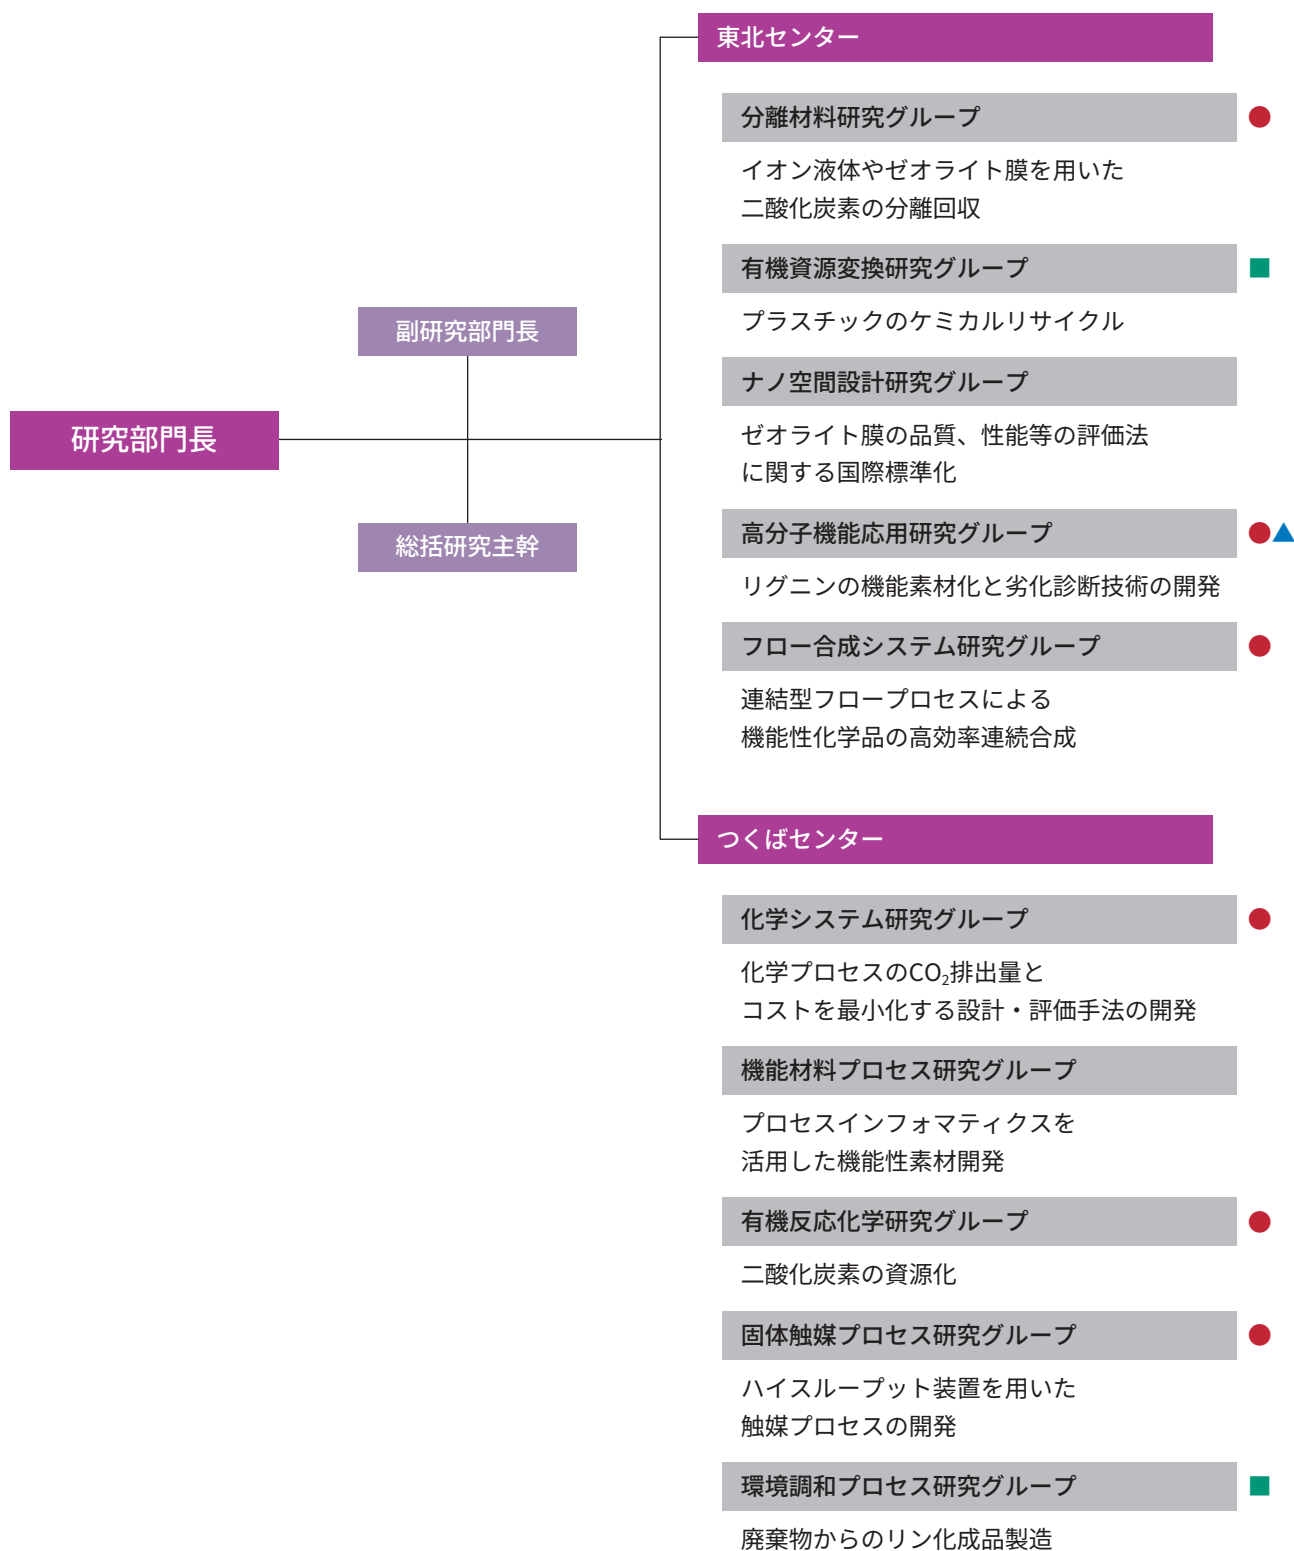 研究部門長
副研究部門長
総括研究主幹
東北センター
分離材料研究グループ
イオン液体やゼオライト膜を用いた
二酸化炭素の分離回収
有機資源変換研究グループ
プラスチックのケミカルリサイクル
ナノ空間設計研究グループ
ゼオライト膜の品質、性能等の評価法
に関する国際標準化
高分子機能応用研究グループ
リグニンの機能素材化と劣化診断技術の開発
フロー合成システム研究グループ
連結型フロープロセスによる
機能性化学品の高効率連続合成
つくばセンター
化学システム研究グループ
化学プロセスのCO₂排出量と
コストを最小化する設計・評価手法の開発
機能材料プロセス研究グループ
プロセスインフォマティクスを
活用した機能性素材開発
有機反応化学研究グループ
二酸化炭素の資源化
固体触媒プロセス研究グループ
ハイスループット装置を用いた
触媒プロセスの開発
環境調和プロセス研究グループ
廃棄物からのリン化成品製造